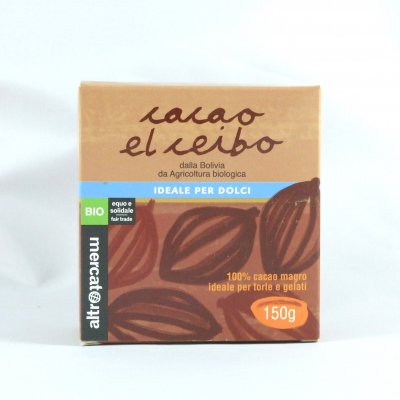 cacao
el ceibo
dalla Bolivia
da Agricoltura biologica
IDEALE PER DOLCI
BIO
equo e
solidale
fair trade
altromercato
100% cacao magro
ideale per torte e gelati
150g